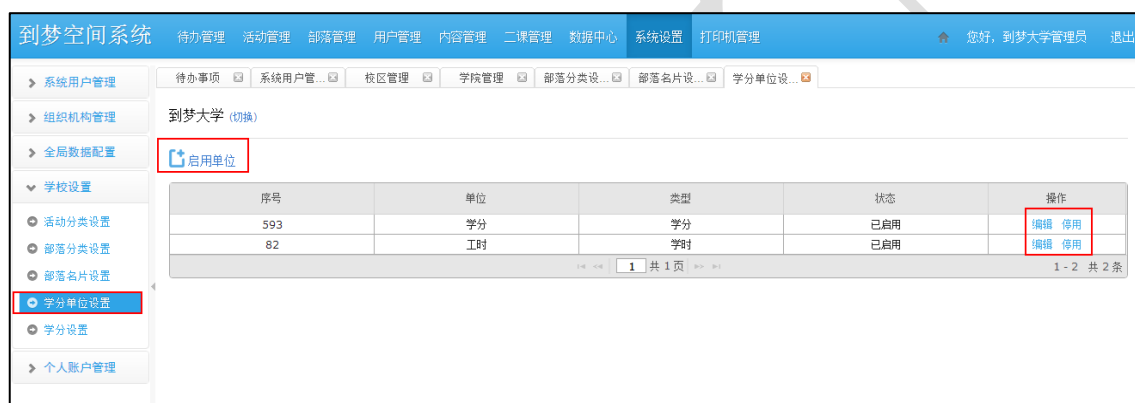 到梦空间系统 待办管理 活动管理 部落管理 用户管理 内容管理 二课管理 数据中心 系统设置 打印机管理 您好，到梦大学管理员 退出
系统用户管理
组织机构管理
全局数据配置
学校设置
活动分类设置
部落分类设置
部落名片设置
学分单位设置
学分设置
个人账户管理
待办事项 系统用户管... 校区管理 学院管理 部落分类设... 部落名片设... 学分单位设...
到梦大学 (切换)
启用单位
序号 单位 类型 状态 操作
593 学分 学分 已启用 编辑 停用
82 工时 学时 已启用 编辑 停用
1 共 1 页 1 - 2 共 2 条